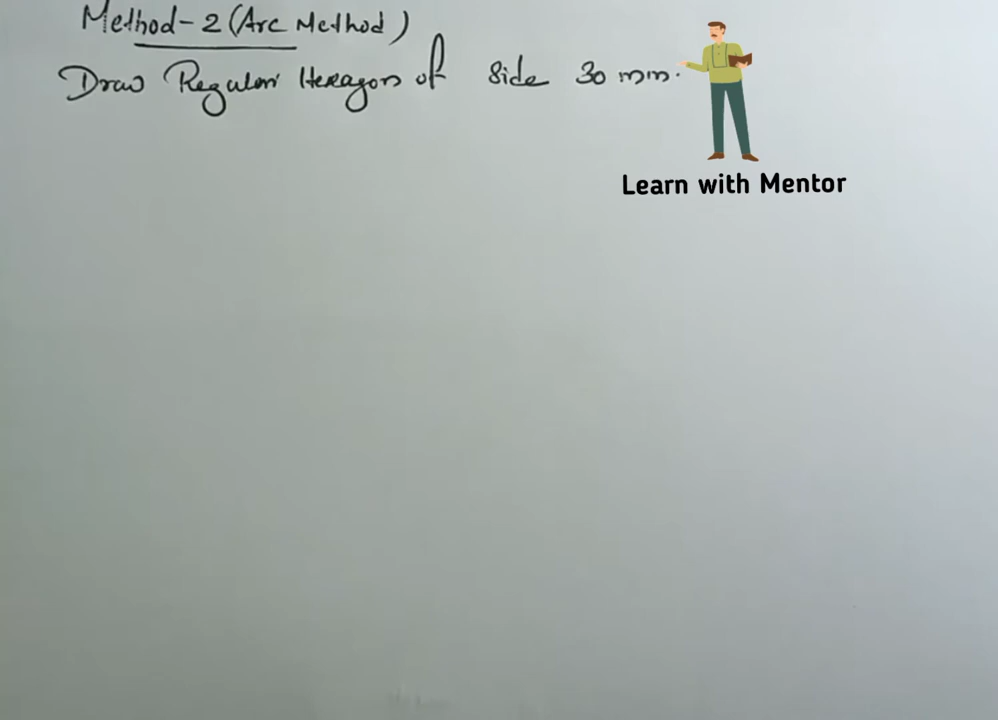 Method-2 (Arc Method)
Draw Regular Hexagon of side 30 mm.
Learn with Mentor